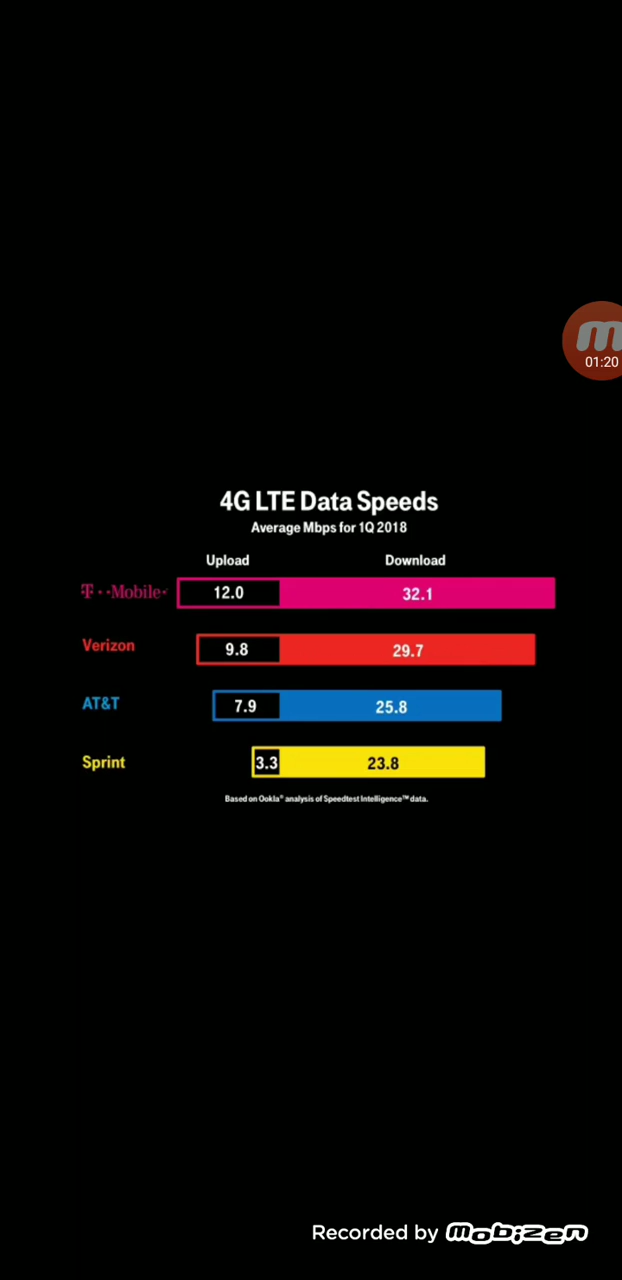 01:20
4G LTE Data Speeds
Average Mbps for 1Q 2018
Upload Download
T··Mobile· 12.0 32.1
Verizon 9.8 29.7
AT&T 7.9 25.8
Sprint 3.3 23.8
Based on Ookla® analysis of Speedtest Intelligence™ data.
Recorded by mobizen